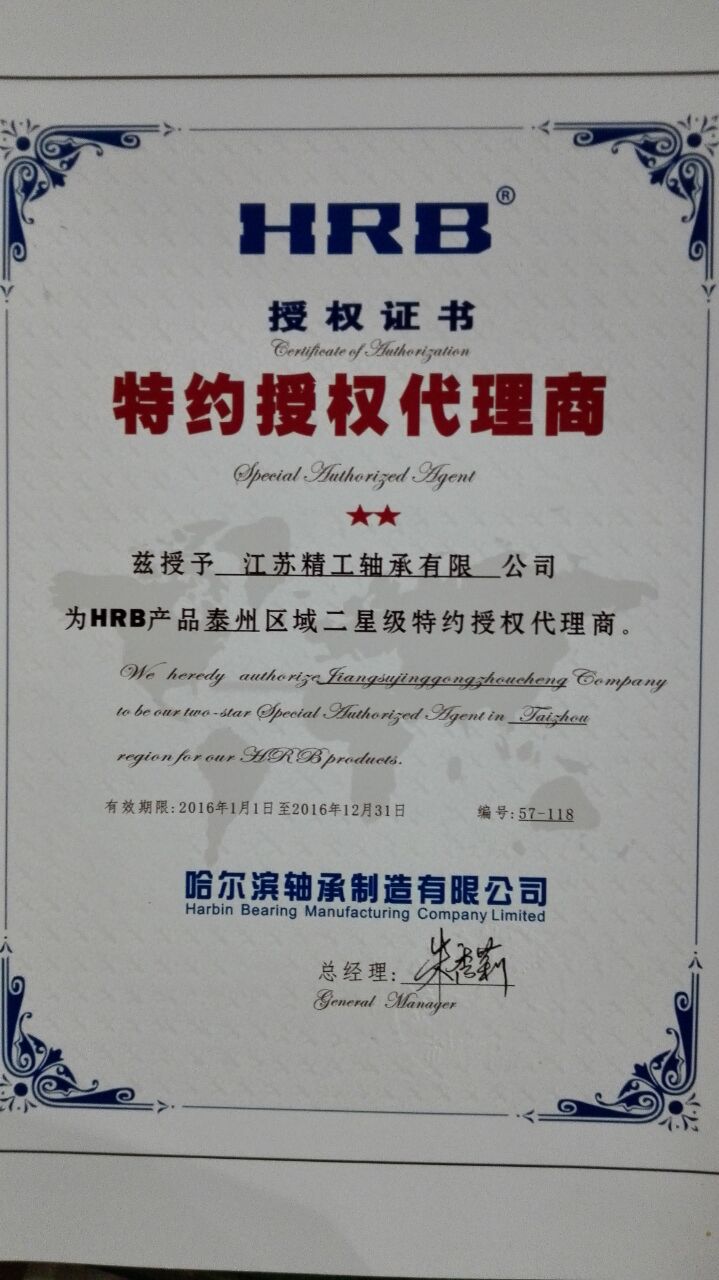 HRB®
授权证书
Certificate of Authorization
特约授权代理商
Special Authorized Agent
兹授予 江苏精工轴承有限 公司
为HRB产品泰州区域二星级特约授权代理商。
We heredy authorize Jiangsujinggongzhoucheng Company
to be our two-star Special Authorized Agent in Taizhou
region for our HRB products.
有效期限:2016年1月1日至2016年12月31日 编号:57-118
哈尔滨轴承制造有限公司
Harbin Bearing Manufacturing Company Limited
总经理:
General Manager